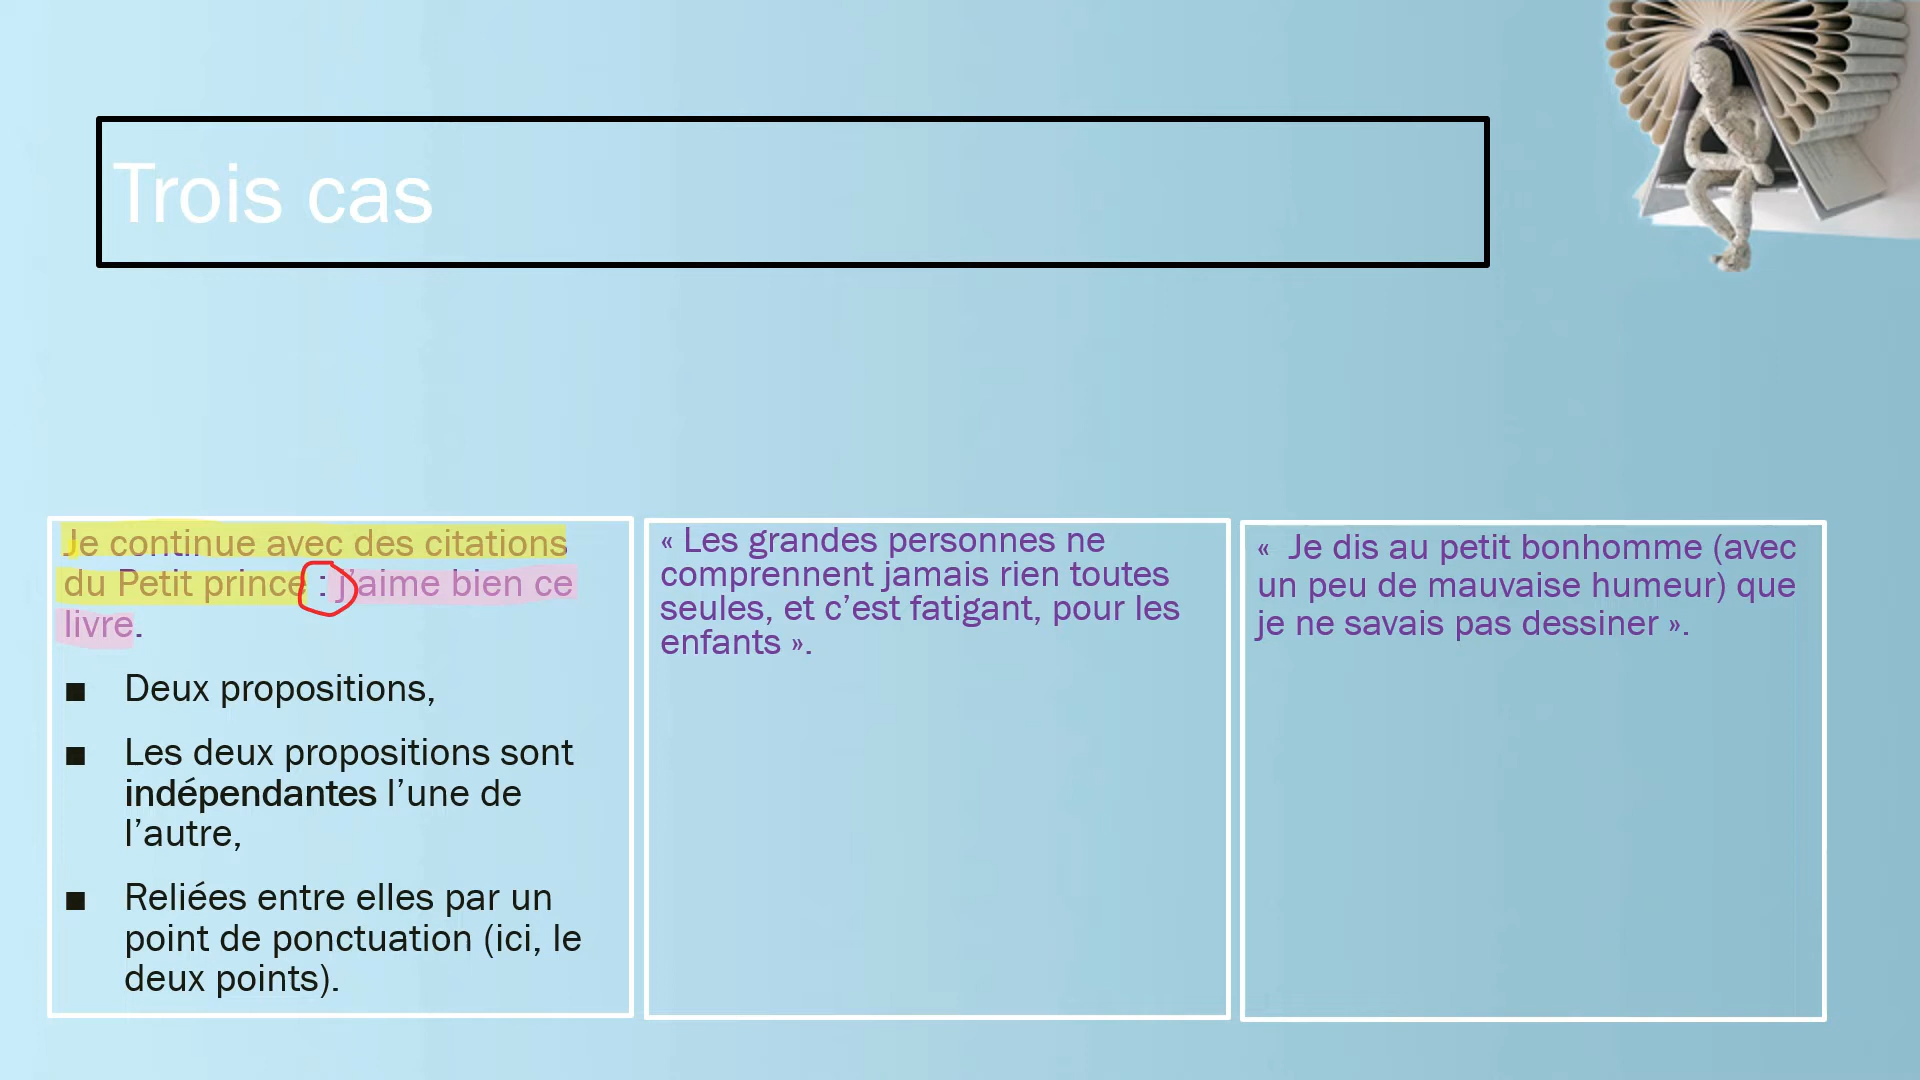 Trois cas
Je continue avec des citations
du Petit prince : j’aime bien ce
livre.
■ Deux propositions,
■ Les deux propositions sont
indépendantes l’une de
l’autre,
■ Reliées entre elles par un
point de ponctuation (ici, le
deux points).
« Les grandes personnes ne
comprennent jamais rien toutes
seules, et c’est fatigant, pour les
enfants ».
«  Je dis au petit bonhomme (avec
un peu de mauvaise humeur) que
je ne savais pas dessiner ».